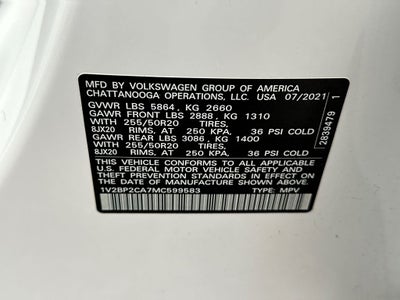 MFD BY VOLKSWAGEN GROUP OF AMERICA
CHATTANOOGA OPERATIONS, LLC. USA 07/2021
GVWR LBS 5864, KG 2660
GAWR FRONT LBS 2888, KG 1310
WITH 255/50R20 TIRES,
8JX20 RIMS, AT 250 KPA, 36 PSI COLD
GAWR REAR LBS 3086, KG 1400
WITH 255/50R20 TIRES,
8JX20 RIMS, AT 250 KPA, 36 PSI COLD
THIS VEHICLE CONFORMS TO ALL APPLICABLE
U.S. FEDERAL MOTOR VEHICLE SAFETY AND
THEFT PREVENTION STANDARDS IN EFFECT ON
THE DATE OF MANUFACTURE SHOWN ABOVE.
1V2BP2CA7MC599583 TYPE: MPV
2839479 1